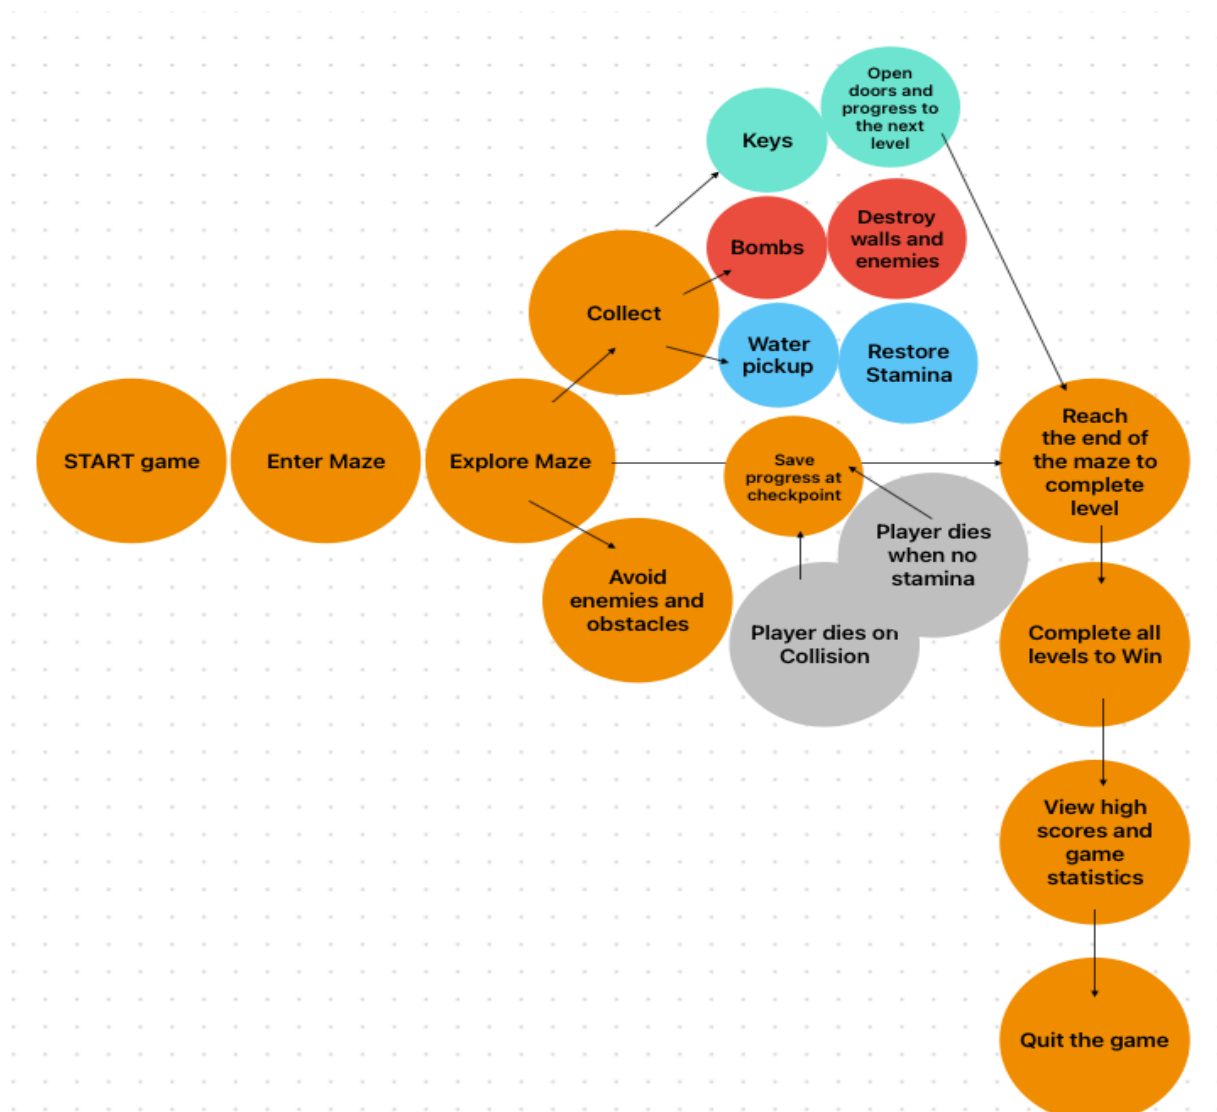 START game
Enter Maze
Explore Maze
Collect
Keys
Open
doors and
progress to
the next
level
Bombs
Destroy
walls and
enemies
Water
pickup
Restore
Stamina
Save
progress at
checkpoint
Avoid
enemies and
obstacles
Player dies
when no
stamina
Player dies on
Collision
Reach
the end of
the maze to
complete
level
Complete all
levels to Win
View high
scores and
game
statistics
Quit the game